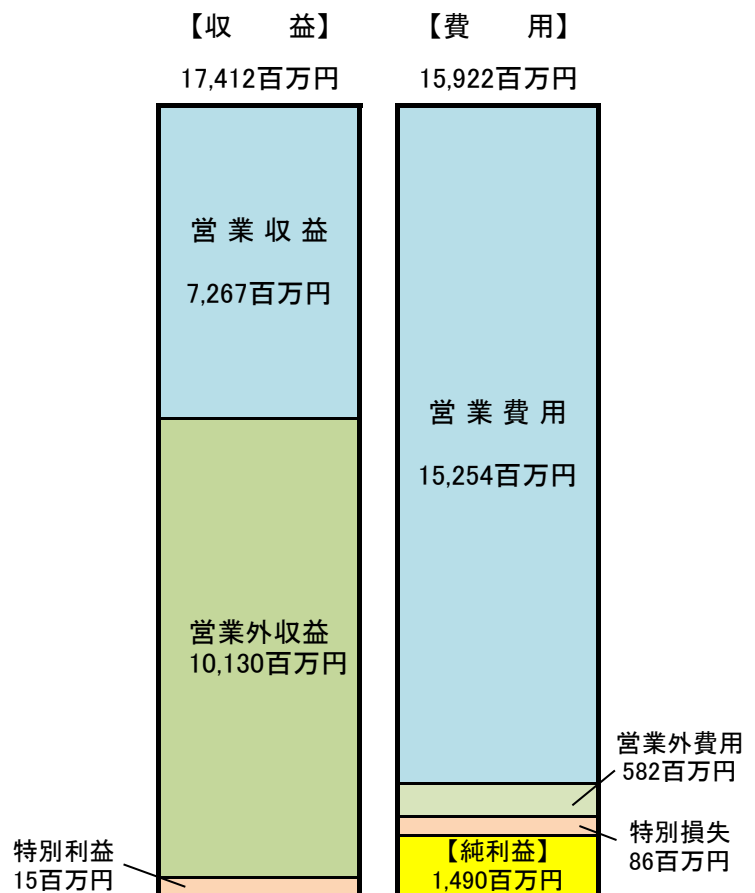 【収　　益】
17,412百万円
営 業 収 益
7,267百万円
営業外収益
10,130百万円
特別利益
15百万円
【費　　用】
15,922百万円
営 業 費 用
15,254百万円
営業外費用
582百万円
特別損失
86百万円
【純利益】
1,490百万円